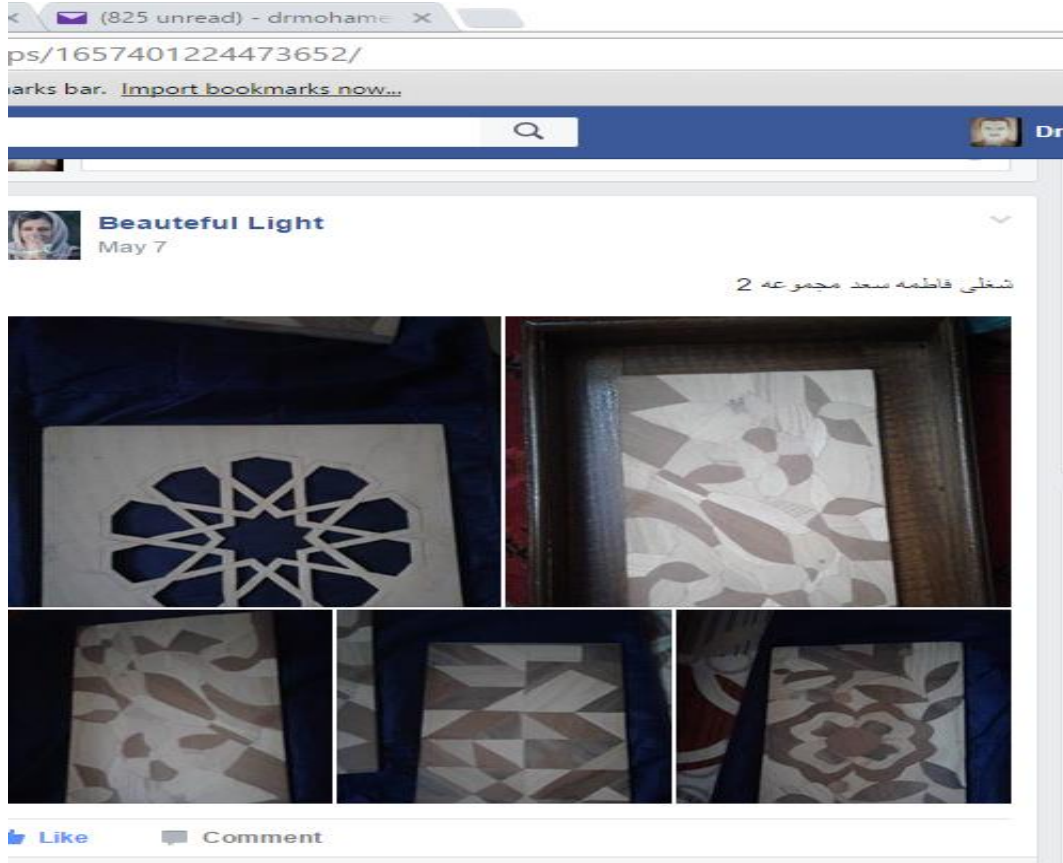 (825 unread) - drmohame
ps/1657401224473652/
arks bar. Import bookmarks now...
Dr
Beauteful Light
May 7
شغلى فاطمه سعد مجموعه 2
Like
Comment